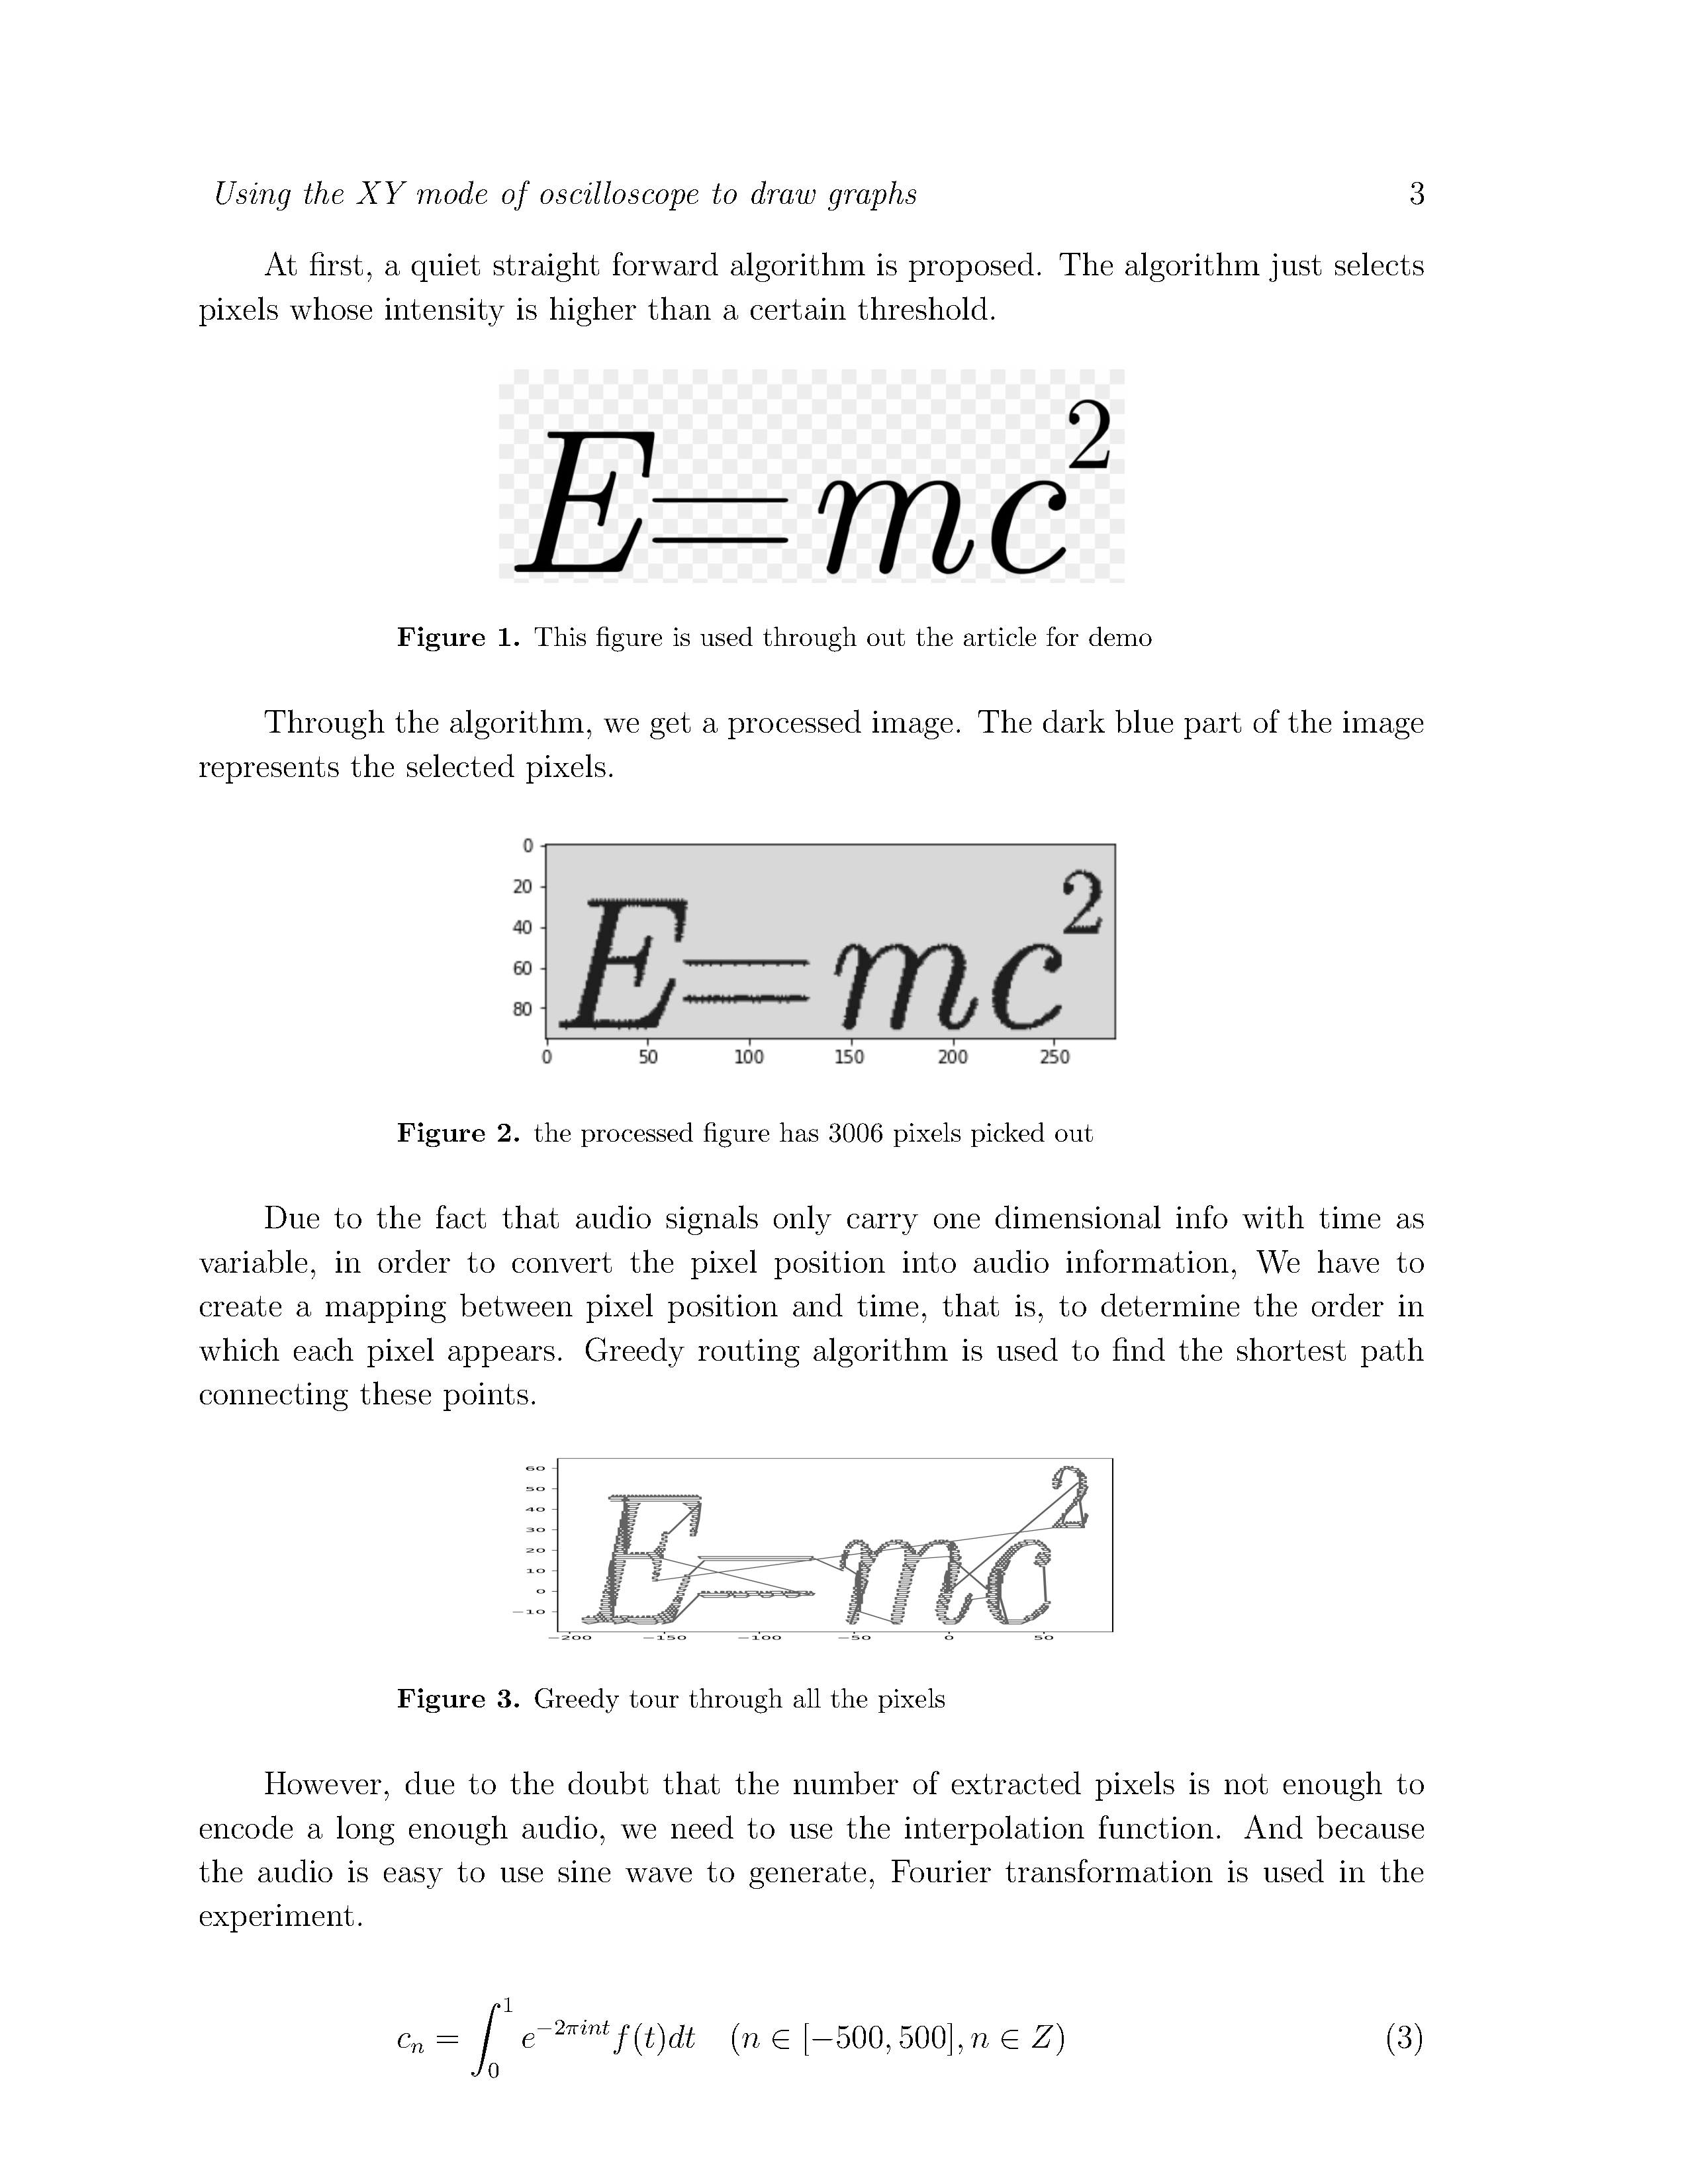 Using the XY mode of oscilloscope to draw graphs 3
At first, a quiet straight forward algorithm is proposed. The algorithm just selects
pixels whose intensity is higher than a certain threshold.
E=mc²
Figure 1. This figure is used through out the article for demo
Through the algorithm, we get a processed image. The dark blue part of the image
represents the selected pixels.
0
20
40
60
80
E=mc²
0 50 100 150 200 250
Figure 2. the processed figure has 3006 pixels picked out
Due to the fact that audio signals only carry one dimensional info with time as
variable, in order to convert the pixel position into audio information, We have to
create a mapping between pixel position and time, that is, to determine the order in
which each pixel appears. Greedy routing algorithm is used to find the shortest path
connecting these points.
60
50
40
30
20
10
0
−10
E=mc²
−200 −150 −100 −50 0 50
Figure 3. Greedy tour through all the pixels
However, due to the doubt that the number of extracted pixels is not enough to
encode a long enough audio, we need to use the interpolation function. And because
the audio is easy to use sine wave to generate, Fourier transformation is used in the
experiment.
cₙ = ∫₀¹ e^{−2πint} f(t)dt (n ∈ [−500, 500], n ∈ Z) (3)